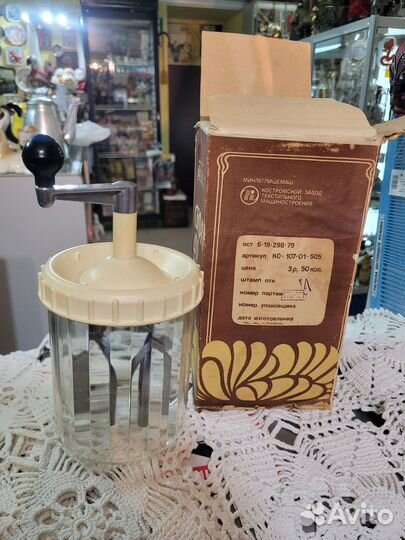 МИНЛЕГПИЩЕМАШ
КОСТРОМСКОЙ ЗАВОД
ТЕКСТИЛЬНОГО
МАШИНОСТРОЕНИЯ
ОСТ 6-19-298-79
артикул КО-107-01-505
цена 3р. 50 коп.
штамп ОТК
номер партии
номер упаковщика
дата изготовления
Avito